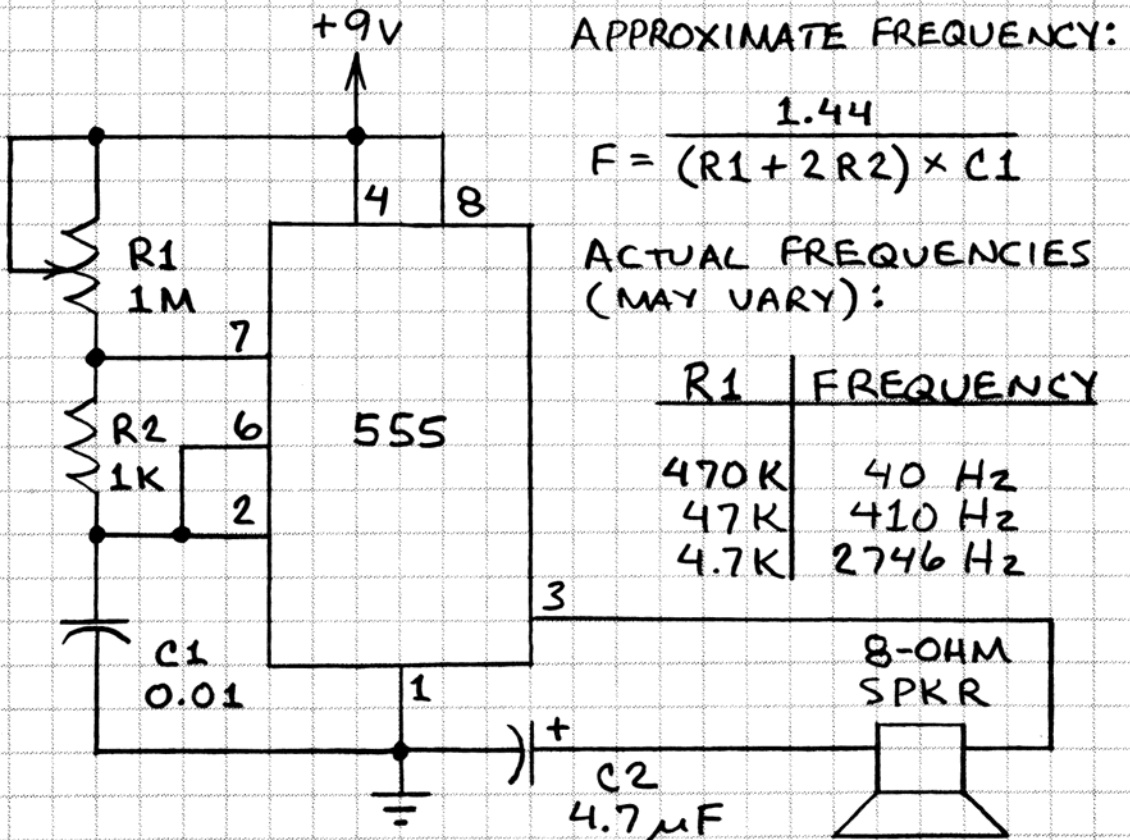 +9V
APPROXIMATE FREQUENCY:
F = 1.44 / (R1 + 2 R2) × C1
4
8
R1
1M
7
R2
1K
6
2
555
ACTUAL FREQUENCIES
(MAY VARY):
R1 FREQUENCY
470K 40 Hz
47K 410 Hz
4.7K 2746 Hz
3
C1
0.01
1
8-OHM
SPKR
+
C2
4.7µF